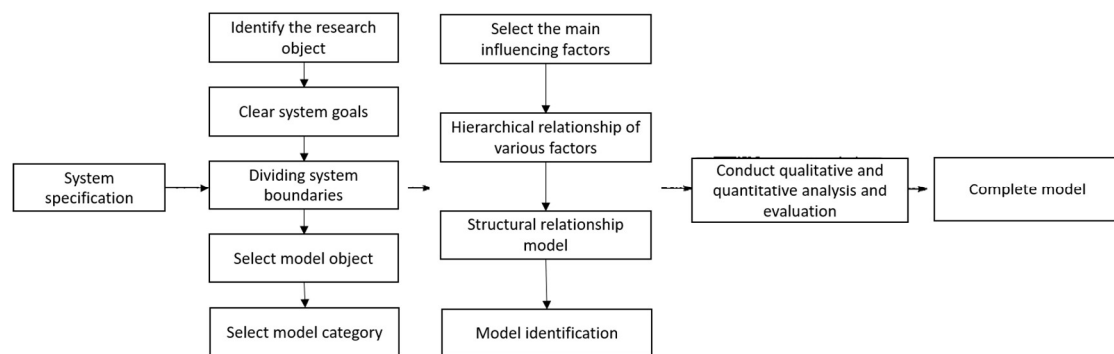 System
specification
Identify the research
object
Clear system goals
Dividing system
boundaries
Select model object
Select model category
Select the main
influencing factors
Hierarchical relationship of
various factors
Structural relationship
model
Model identification
Conduct qualitative and
quantitative analysis and
evaluation
Complete model